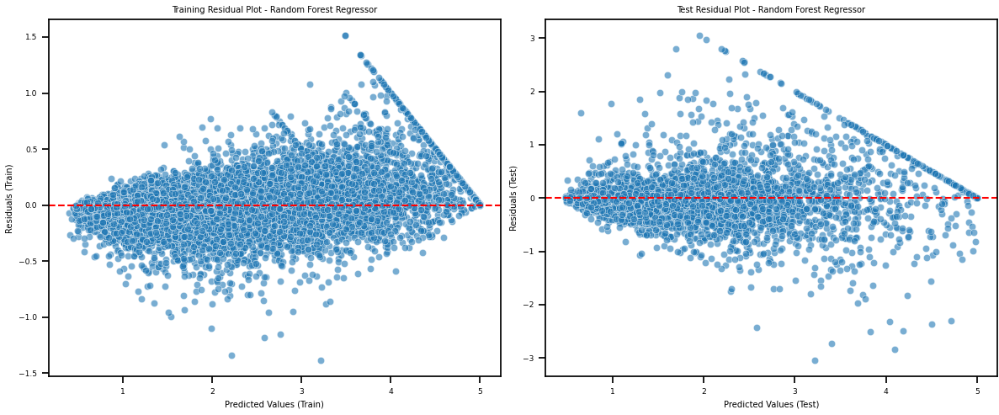 Training Residual Plot - Random Forest Regressor
1.5
1.0
0.5
0.0
−0.5
−1.0
−1.5
Residuals (Train)
1 2 3 4 5
Predicted Values (Train)
Test Residual Plot - Random Forest Regressor
3
2
1
0
−1
−2
−3
Residuals (Test)
1 2 3 4 5
Predicted Values (Test)